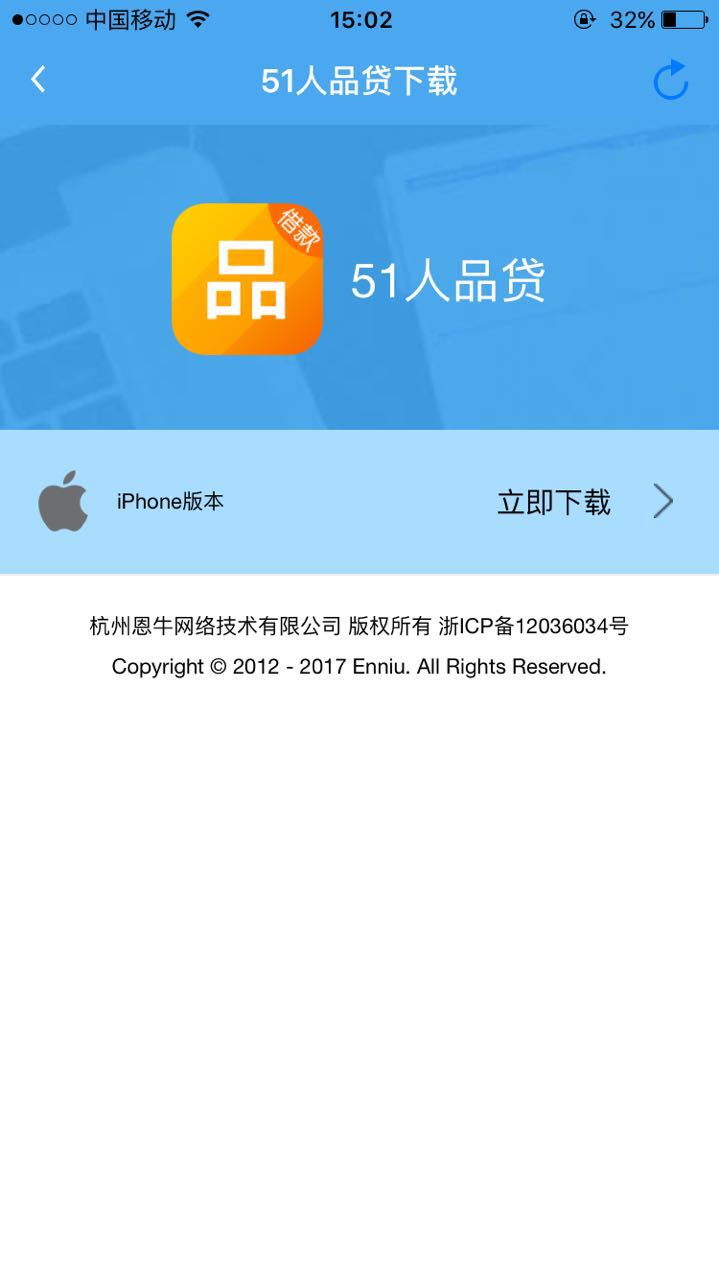 中国移动 15:02 32%
51人品贷下载
借款
品
51人品贷
iPhone版本 立即下载
杭州恩牛网络技术有限公司 版权所有 浙ICP备12036034号
Copyright © 2012 - 2017 Enniu. All Rights Reserved.